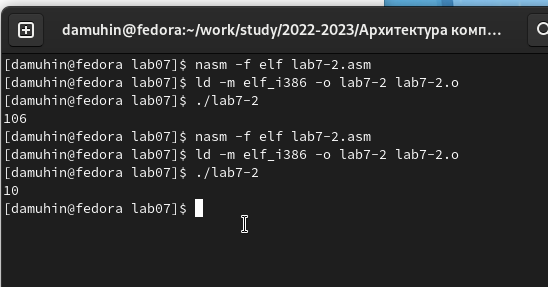 damuhin@fedora:~/work/study/2022-2023/Архитектура комп...
[damuhin@fedora lab07]$ nasm -f elf lab7-2.asm
[damuhin@fedora lab07]$ ld -m elf_i386 -o lab7-2 lab7-2.o
[damuhin@fedora lab07]$ ./lab7-2
106
[damuhin@fedora lab07]$ nasm -f elf lab7-2.asm
[damuhin@fedora lab07]$ ld -m elf_i386 -o lab7-2 lab7-2.o
[damuhin@fedora lab07]$ ./lab7-2
10
[damuhin@fedora lab07]$